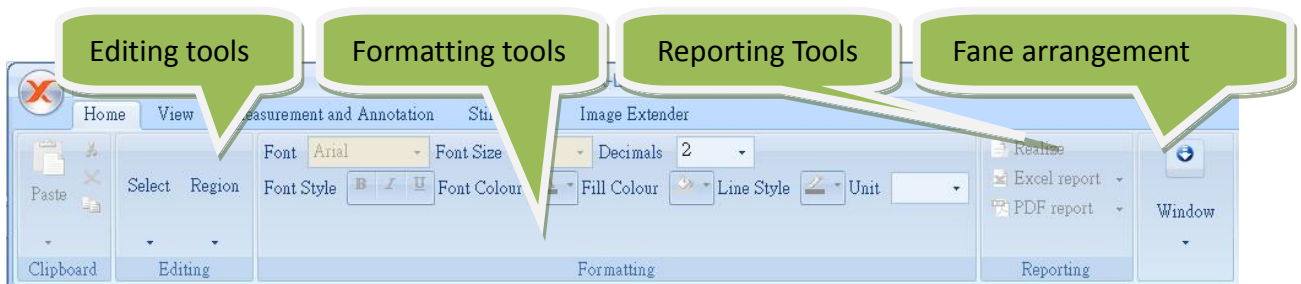 Editing tools
Formatting tools
Reporting Tools
Fane arrangement
Home View and Annotation Image Extender
Font Arial Font Size Decimals 2
Realize
Paste
Select Region
Font Style B I U Font Colour Fill Colour Line Style Unit
Excel report
PDF report
Window
Clipboard Editing Formatting Reporting